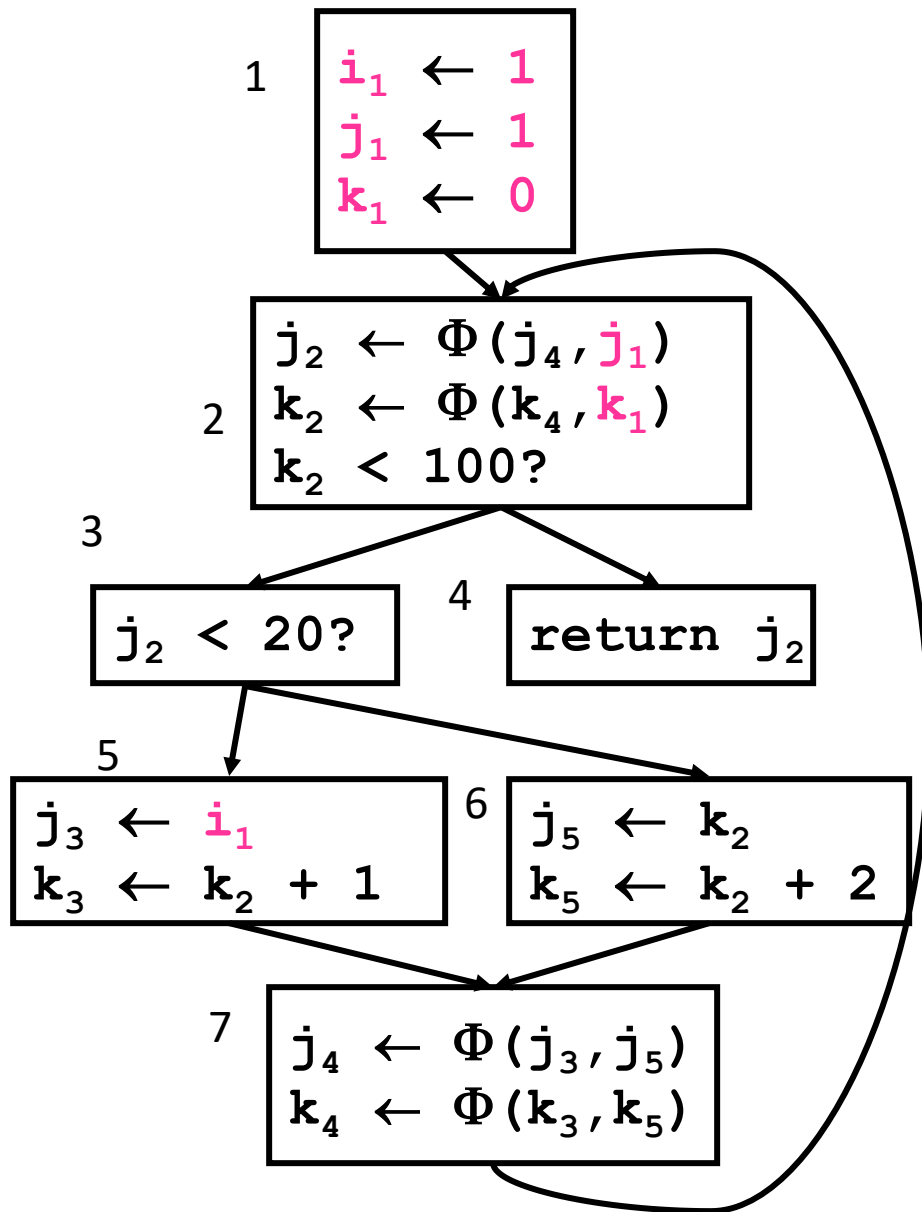 1
i₁ ← 1
j₁ ← 1
k₁ ← 0
2
j₂ ← Φ(j₄,j₁)
k₂ ← Φ(k₄,k₁)
k₂ < 100?
3
j₂ < 20?
4
return j₂
5
j₃ ← i₁
k₃ ← k₂ + 1
6
j₅ ← k₂
k₅ ← k₂ + 2
7
j₄ ← Φ(j₃,j₅)
k₄ ← Φ(k₃,k₅)